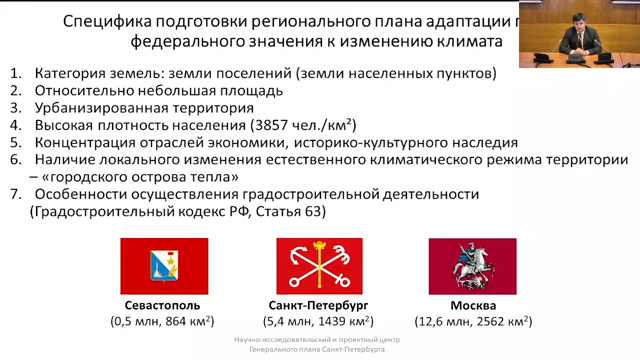 Специфика подготовки регионального плана адаптации
федерального значения к изменению климата
1. Категория земель: земли поселений (земли населенных пунктов)
2. Относительно небольшая площадь
3. Урбанизированная территория
4. Высокая плотность населения (3857 чел./км²)
5. Концентрация отраслей экономики, историко-культурного наследия
6. Наличие локального изменения естественного климатического режима территории
– «городского острова тепла»
7. Особенности осуществления градостроительной деятельности
(Градостроительный кодекс РФ, Статья 63)
Севастополь Санкт-Петербург Москва
(0,5 млн, 864 км²) (5,4 млн, 1439 км²) (12,6 млн, 2562 км²)
Научно-исследовательский и проектный центр
Генерального плана Санкт-Петербурга